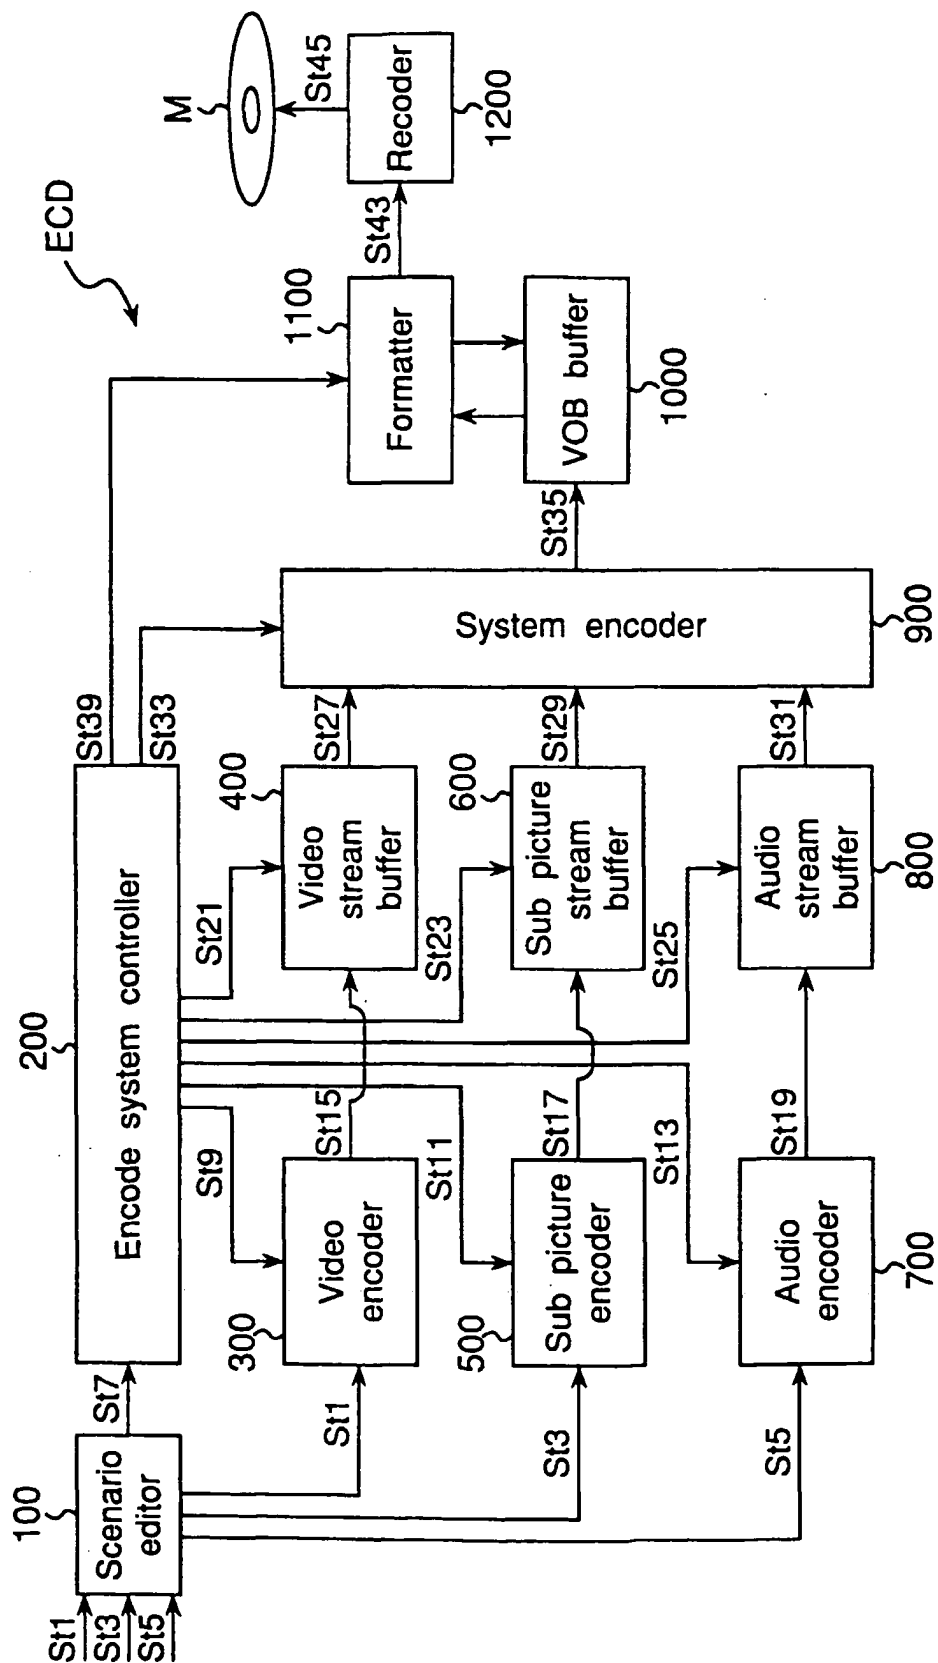 ECD
M
St45
Recoder
1200
St43
1100
Formatter
VOB buffer
1000
St35
St39
St33
System encoder
900
200
Encode system controller
St21
400
Video
stream
buffer
St27
St23
600
Sub picture
stream
buffer
St29
St25
Audio
stream
buffer
800
St31
St9
300
Video
encoder
St15
St11
500
Sub picture
encoder
St17
St13
Audio
encoder
700
St19
100
Scenario
editor
St7
St1
St3
St5
St1
St3
St5